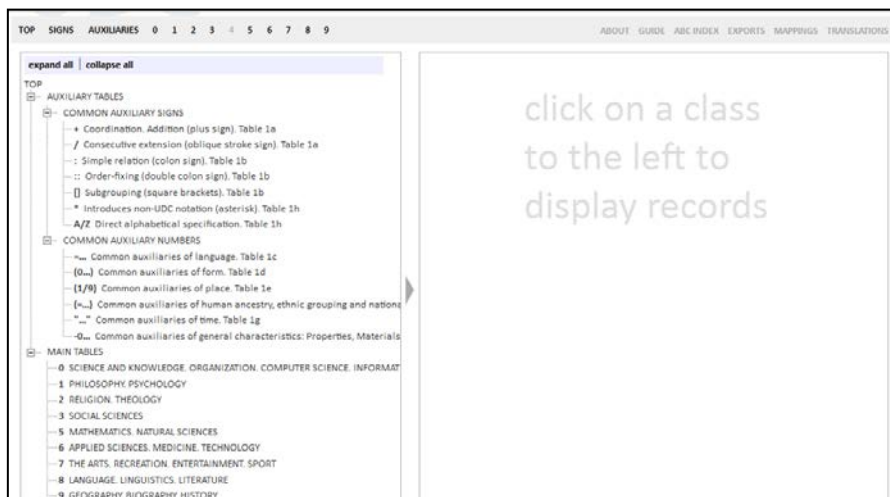 TOP SIGNS AUXILIARIES 0 1 2 3 4 5 6 7 8 9 ABOUT GUIDE ABC INDEX EXPORTS MAPPINGS TRANSLATIONS
expand all | collapse all
TOP
AUXILIARY TABLES
COMMON AUXILIARY SIGNS
+ Coordination. Addition (plus sign). Table 1a
/ Consecutive extension (oblique stroke sign). Table 1a
: Simple relation (colon sign). Table 1b
:: Order-fixing (double colon sign). Table 1b
[] Subgrouping (square brackets). Table 1b
* Introduces non-UDC notation (asterisk). Table 1h
A/Z Direct alphabetical specification. Table 1h
COMMON AUXILIARY NUMBERS
=... Common auxiliaries of language. Table 1c
(0...) Common auxiliaries of form. Table 1d
(1/9) Common auxiliaries of place. Table 1e
(=...) Common auxiliaries of human ancestry, ethnic grouping and nationa
"..." Common auxiliaries of time. Table 1g
-0... Common auxiliaries of general characteristics: Properties, Materials
MAIN TABLES
0 SCIENCE AND KNOWLEDGE. ORGANIZATION. COMPUTER SCIENCE. INFORMAT
1 PHILOSOPHY. PSYCHOLOGY
2 RELIGION. THEOLOGY
3 SOCIAL SCIENCES
5 MATHEMATICS. NATURAL SCIENCES
6 APPLIED SCIENCES. MEDICINE. TECHNOLOGY
7 THE ARTS. RECREATION. ENTERTAINMENT. SPORT
8 LANGUAGE. LINGUISTICS. LITERATURE
9 GEOGRAPHY. BIOGRAPHY. HISTORY
click on a class
to the left to
display records